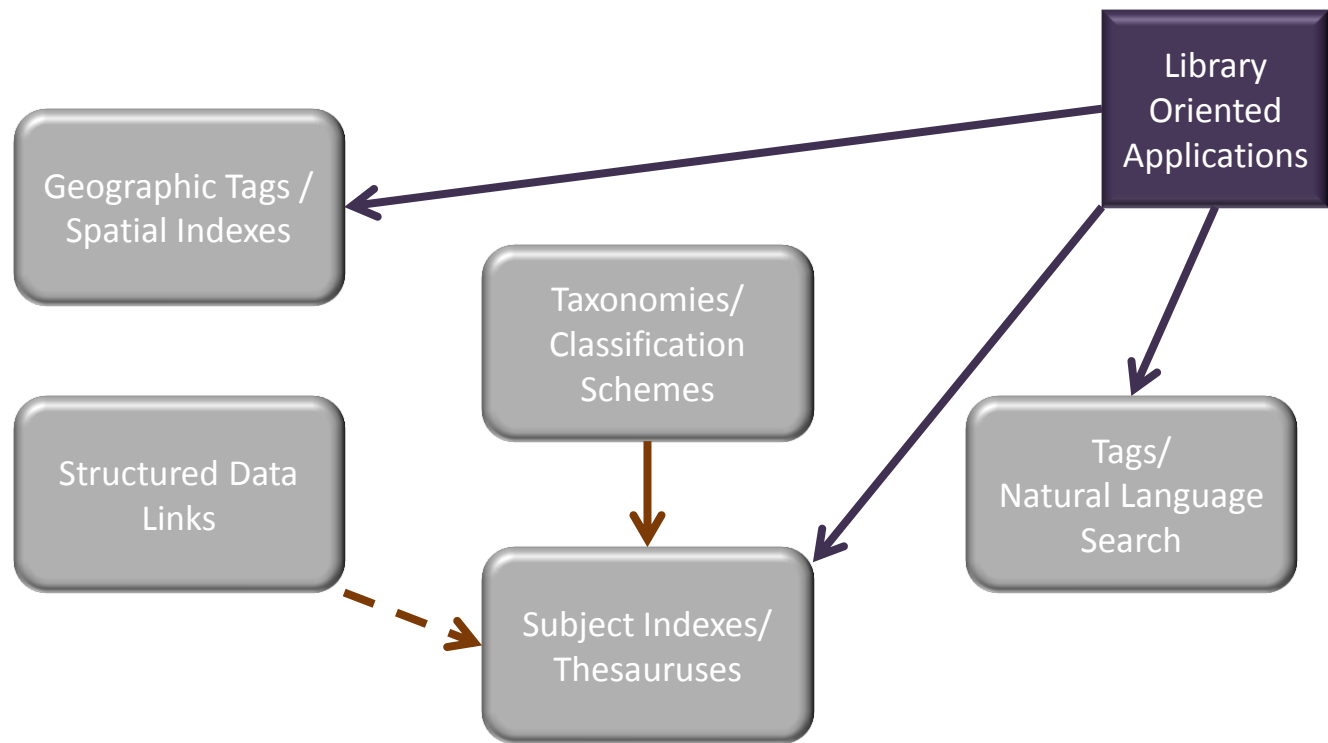 Library
Oriented
Applications
Geographic Tags /
Spatial Indexes
Taxonomies/
Classification
Schemes
Structured Data
Links
Tags/
Natural Language
Search
Subject Indexes/
Thesauruses